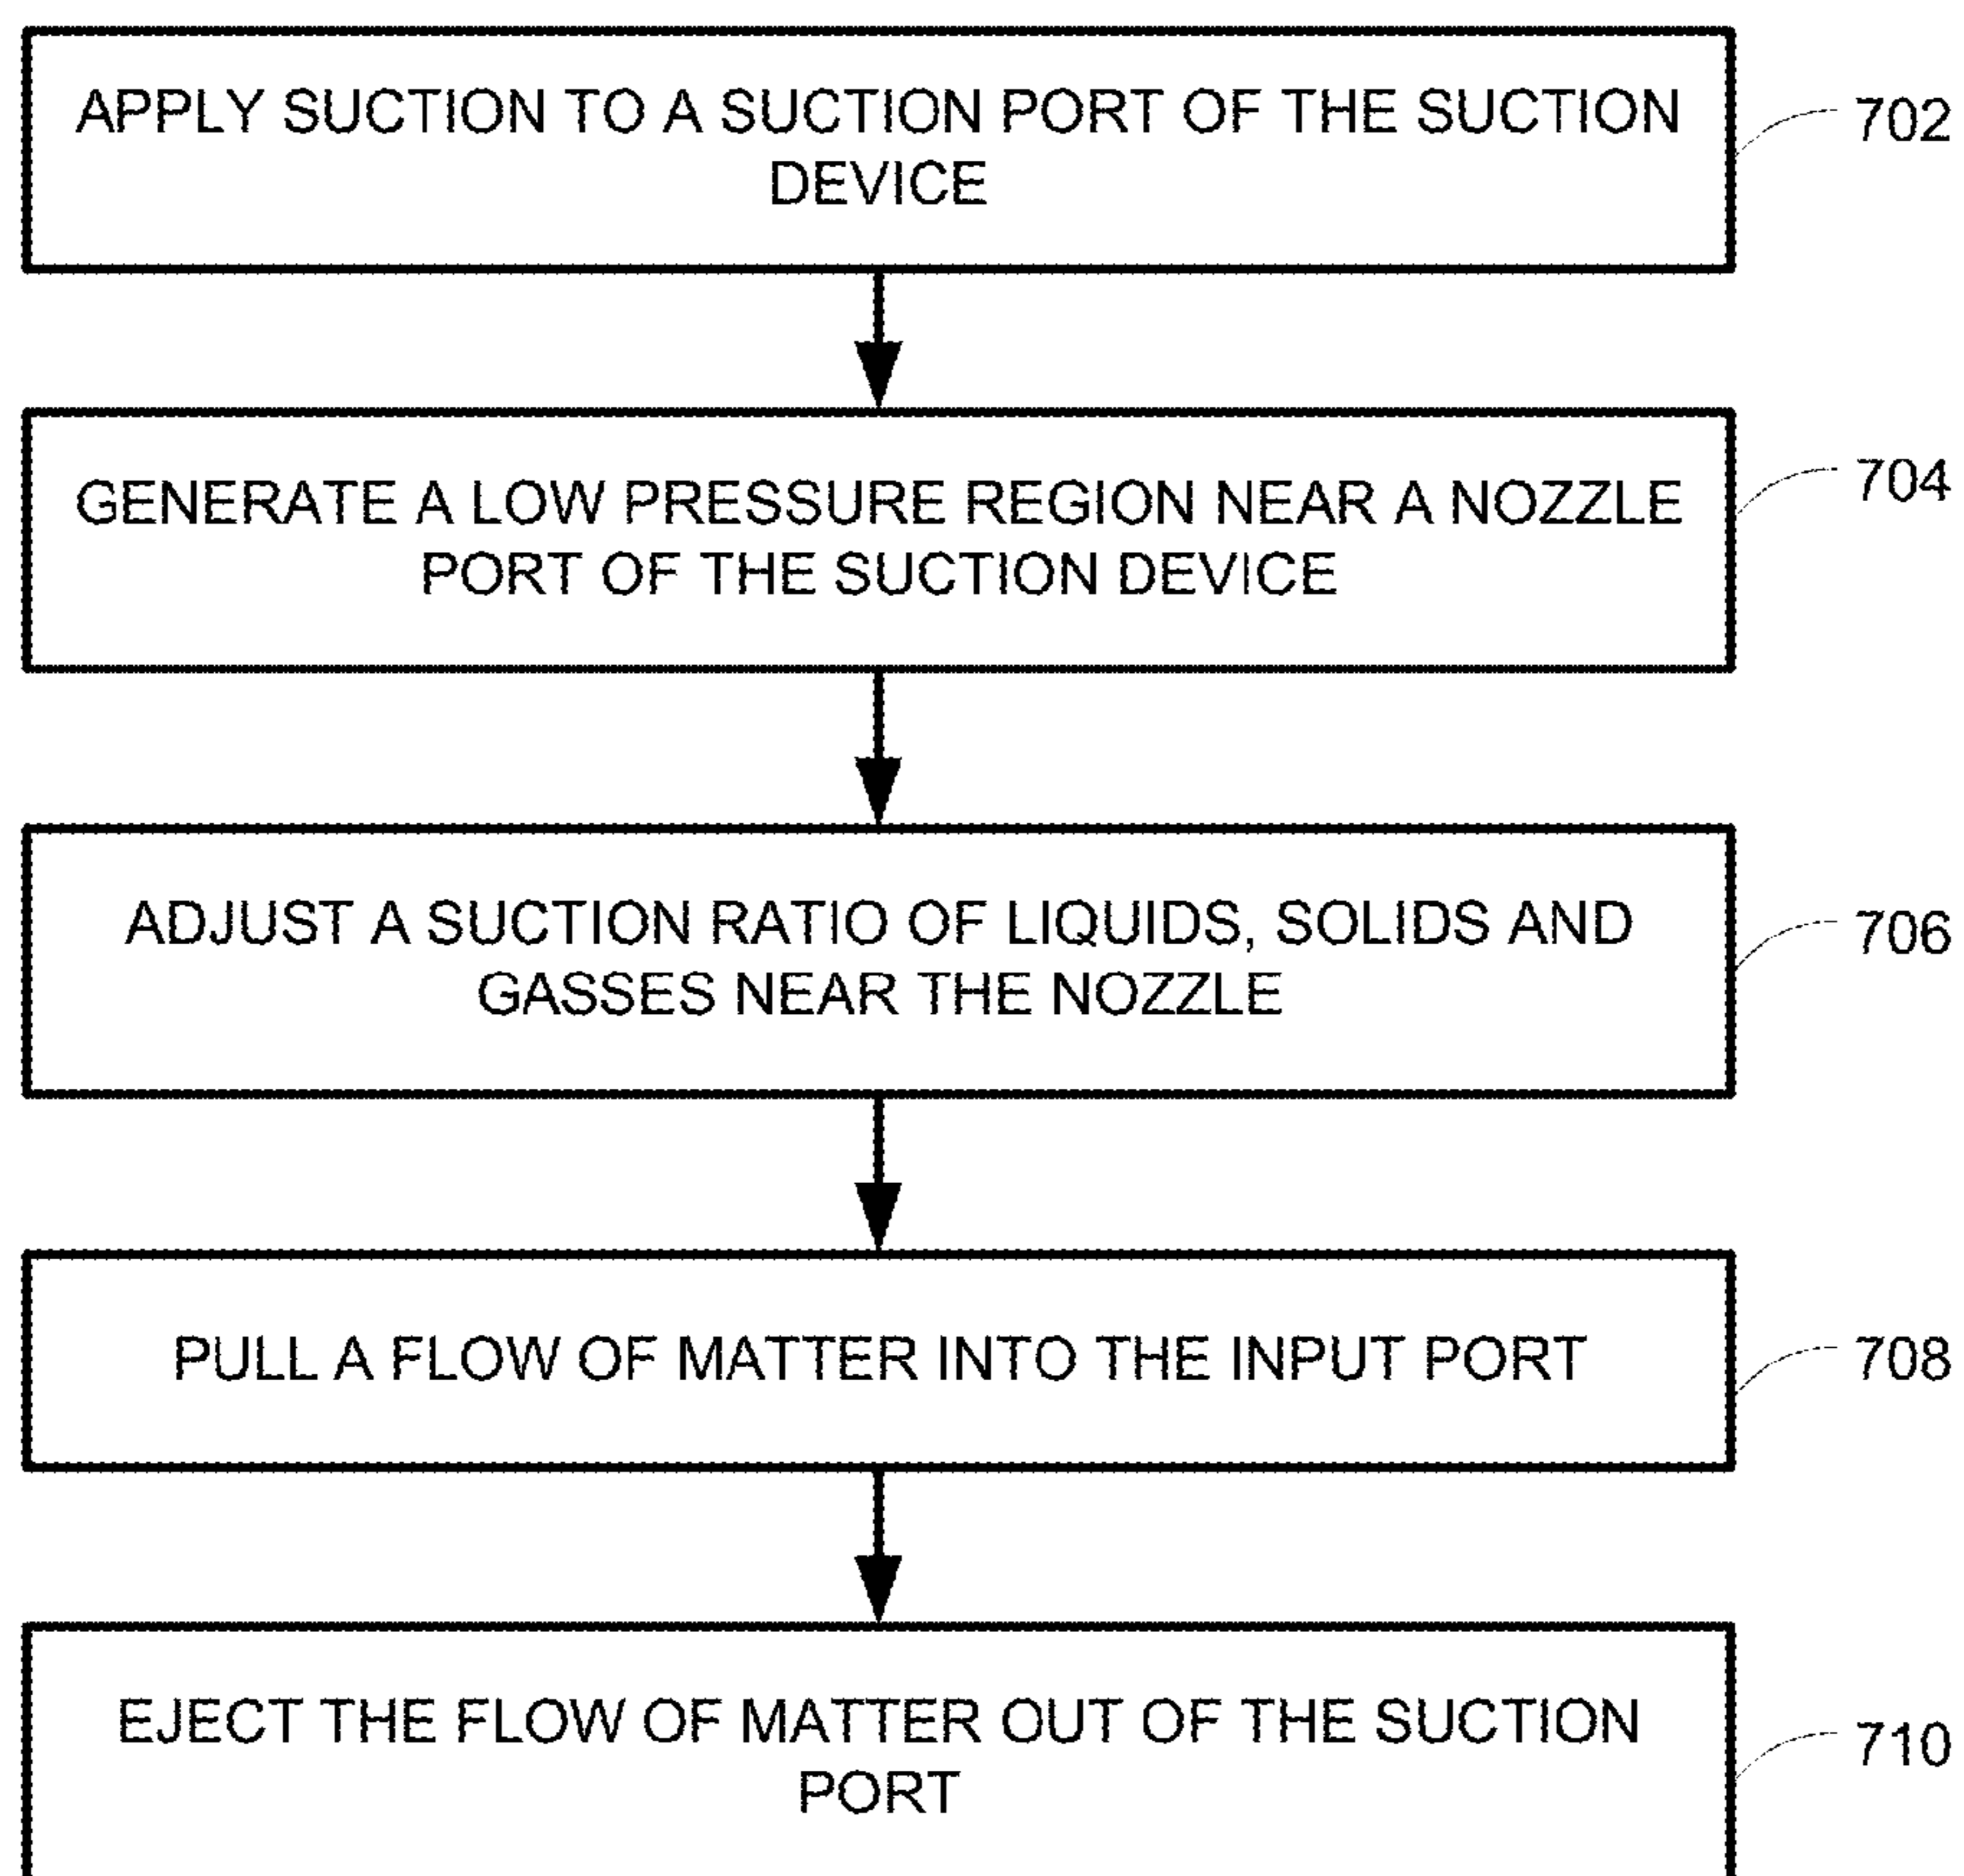 APPLY SUCTION TO A SUCTION PORT OF THE SUCTION
DEVICE
702
GENERATE A LOW PRESSURE REGION NEAR A NOZZLE
PORT OF THE SUCTION DEVICE
704
ADJUST A SUCTION RATIO OF LIQUIDS, SOLIDS AND
GASSES NEAR THE NOZZLE
706
PULL A FLOW OF MATTER INTO THE INPUT PORT
708
EJECT THE FLOW OF MATTER OUT OF THE SUCTION
PORT
710